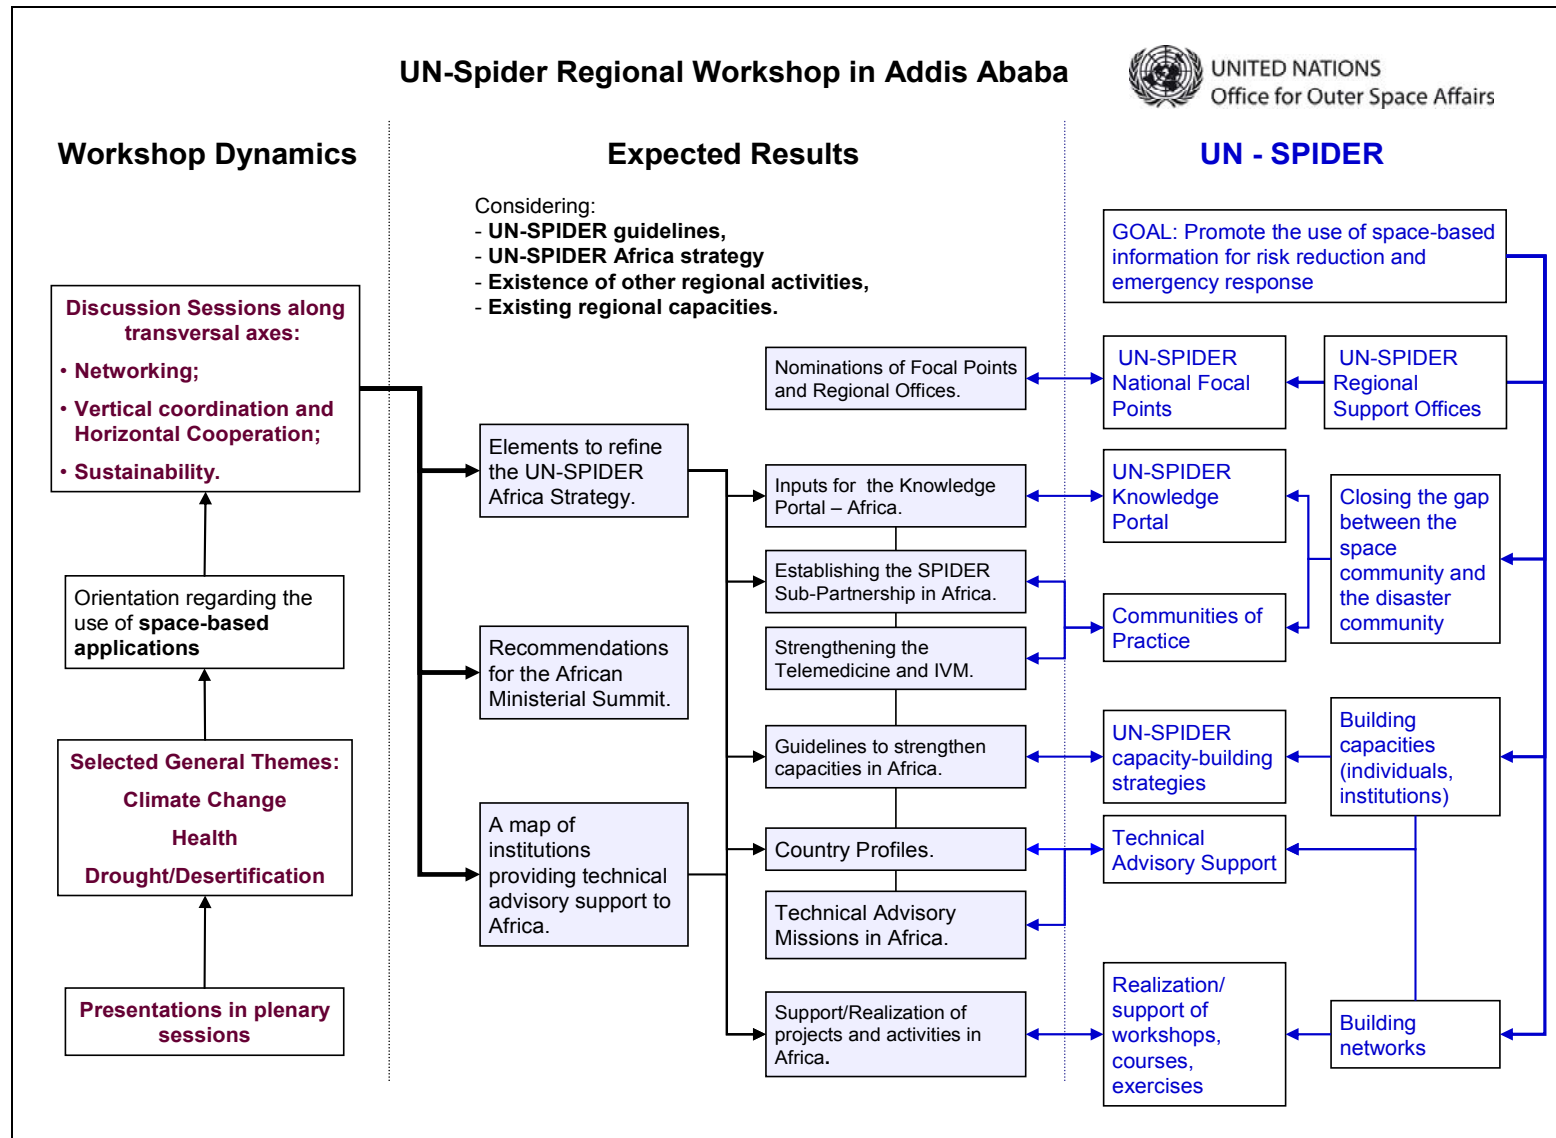 UN-Spider Regional Workshop in Addis Ababa
UNITED NATIONS
Office for Outer Space Affairs
Workshop Dynamics
Discussion Sessions along
transversal axes:
• Networking;
• Vertical coordination and
Horizontal Cooperation;
• Sustainability.
Orientation regarding the
use of space-based
applications
Selected General Themes:
Climate Change
Health
Drought/Desertification
Presentations in plenary
sessions
Expected Results
Considering:
- UN-SPIDER guidelines,
- UN-SPIDER Africa strategy
- Existence of other regional activities,
- Existing regional capacities.
Elements to refine
the UN-SPIDER
Africa Strategy.
Recommendations
for the African
Ministerial Summit.
A map of
institutions
providing technical
advisory support to
Africa.
Nominations of Focal Points
and Regional Offices.
Inputs for the Knowledge
Portal – Africa.
Establishing the SPIDER
Sub-Partnership in Africa.
Strengthening the
Telemedicine and IVM.
Guidelines to strengthen
capacities in Africa.
Country Profiles.
Technical Advisory
Missions in Africa.
Support/Realization of
projects and activities in
Africa.
UN - SPIDER
GOAL: Promote the use of space-based
information for risk reduction and
emergency response
UN-SPIDER
National Focal
Points
UN-SPIDER
Regional
Support Offices
UN-SPIDER
Knowledge
Portal
Communities of
Practice
Closing the gap
between the
space
community and
the disaster
community
UN-SPIDER
capacity-building
strategies
Building
capacities
(individuals,
institutions)
Technical
Advisory Support
Realization/
support of
workshops,
courses,
exercises
Building
networks